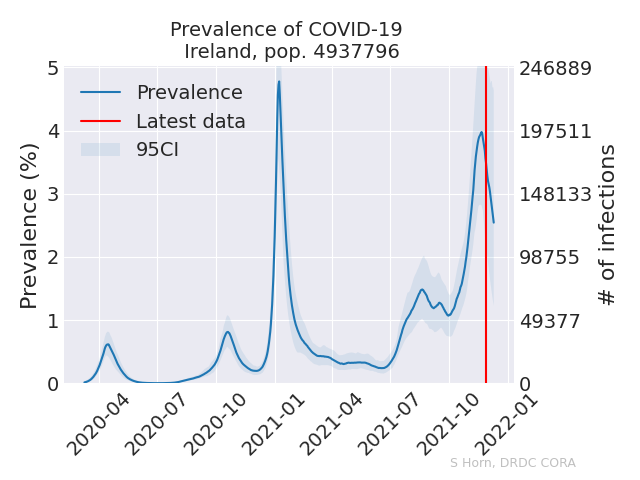 Prevalence of COVID-19
Ireland, pop. 4937796
Prevalence
Latest data
95CI
Prevalence (%)
5
4
3
2
1
0
246889
197511
148133
98755
49377
0
# of infections
2020-04
2020-07
2020-10
2021-01
2021-04
2021-07
2021-10
2022-01
S Horn, DRDC CORA